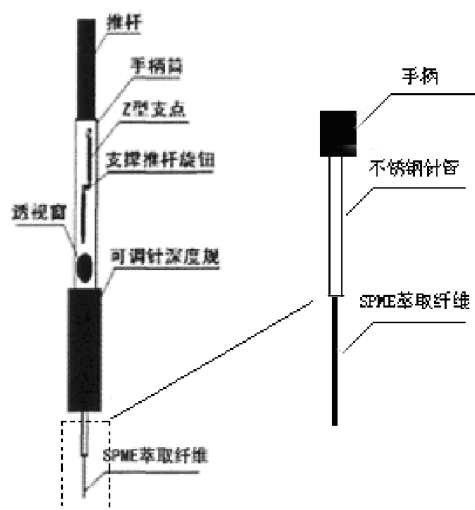 推杆
手柄筒
Z型支点
支撑推杆旋钮
透视窗
可调针深度规
SPME萃取纤维
手柄
不锈钢针管
SPME萃取纤维